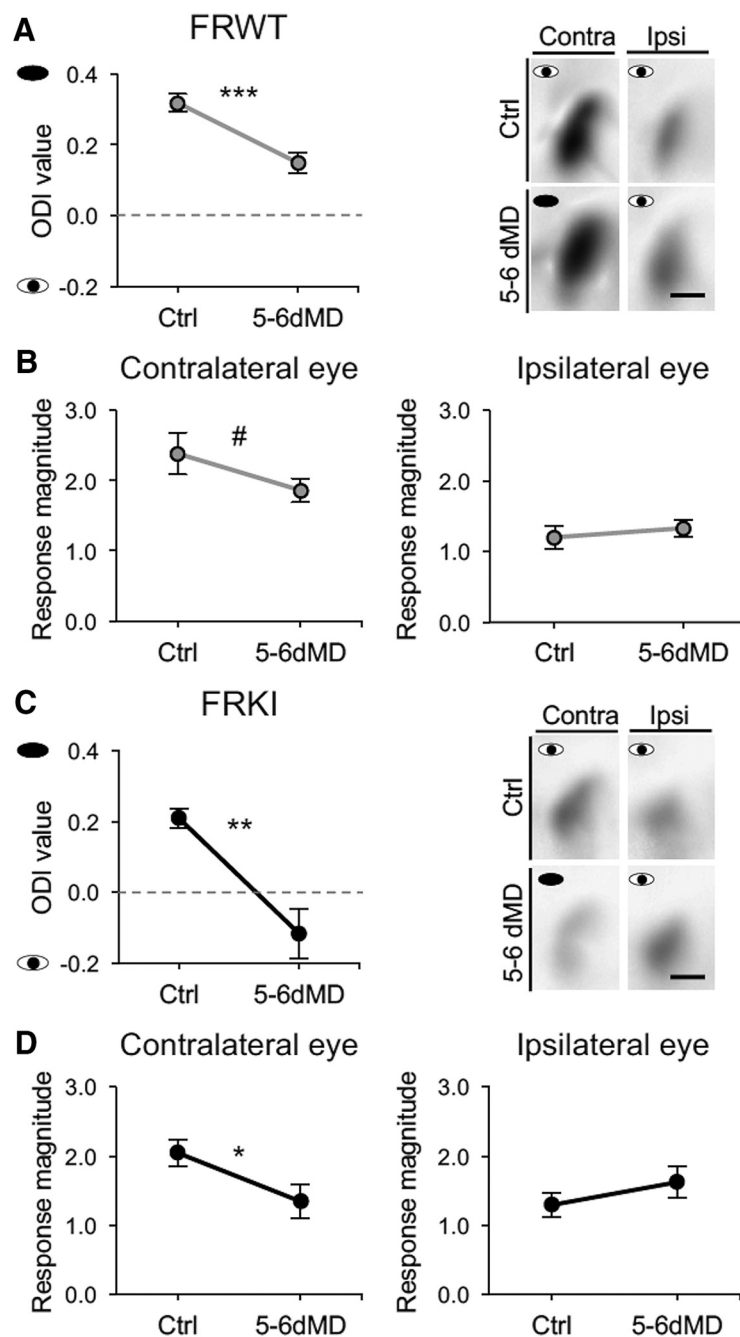 A
FRWT
ODI value
0.4
0.2
0.0
-0.2
***
Ctrl 5-6dMD
Contra Ipsi
Ctrl
5-6 dMD
B
Contralateral eye
Response magnitude
3.0
2.0
1.0
0.0
#
Ctrl 5-6dMD
Ipsilateral eye
Response magnitude
3.0
2.0
1.0
0.0
Ctrl 5-6dMD
C
FRKI
ODI value
0.4
0.2
0.0
-0.2
**
Ctrl 5-6dMD
Contra Ipsi
Ctrl
5-6 dMD
D
Contralateral eye
Response magnitude
3.0
2.0
1.0
0.0
*
Ctrl 5-6dMD
Ipsilateral eye
Response magnitude
3.0
2.0
1.0
0.0
Ctrl 5-6dMD